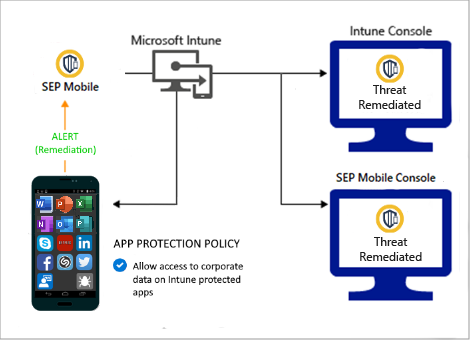 Microsoft Intune
Intune Console
SEP Mobile
Threat
Remediated
ALERT
(Remediation)
SEP Mobile Console
Threat
Remediated
APP PROTECTION POLICY
Allow access to corporate
data on Intune protected
apps